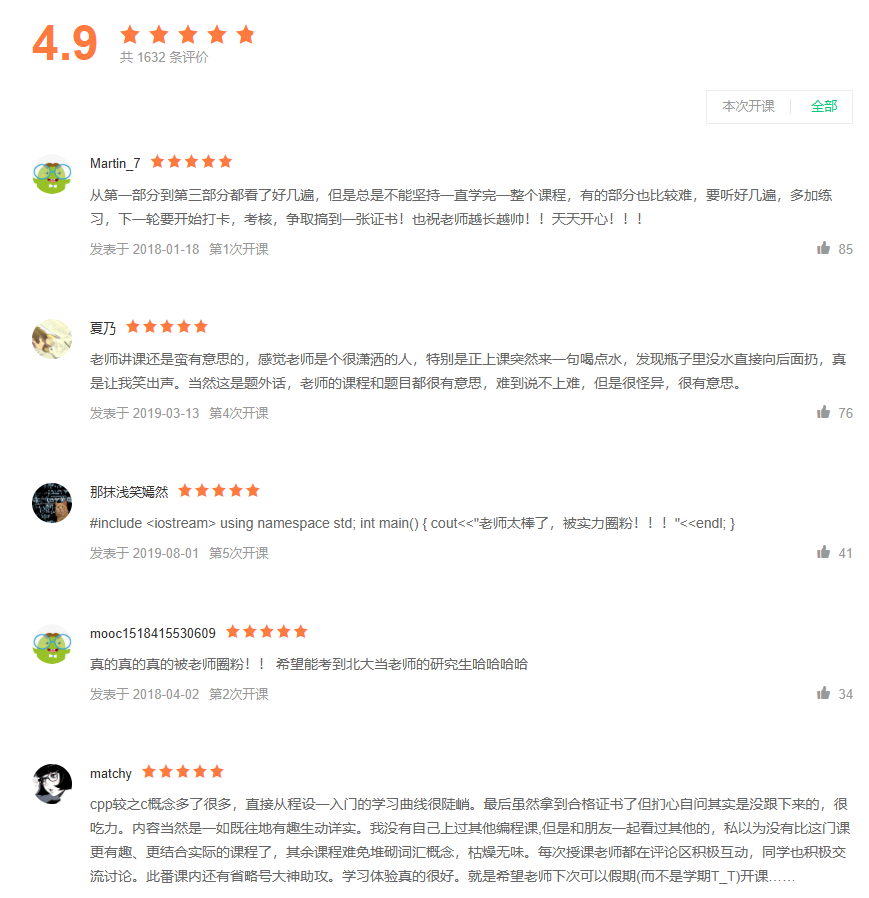 4.9
共 1632 条评价
本次开课 全部
Martin_7
从第一部分到第三部分都看了好几遍，但是总是不能坚持一直学完一整个课程，有的部分也比较难，要听好几遍，多加练
习，下一轮要开始打卡，考核，争取搞到一张证书！也祝老师越长越帅！！天天开心！！！
发表于 2018-01-18 第1次开课 85
夏乃
老师讲课还是蛮有意思的，感觉老师是个很潇洒的人，特别是正上课突然来一句喝点水，发现瓶子里没水直接向后面扔，真
是让我笑出声。当然这是题外话，老师的课程和题目都很有意思，难到说不上难，但是很怪异，很有意思。
发表于 2019-03-13 第4次开课 76
那抹浅笑嫣然
#include <iostream> using namespace std; int main() { cout<<"老师太棒了，被实力圈粉！！！"<<endl; }
发表于 2019-08-01 第5次开课 41
mooc1518415530609
真的真的真的被老师圈粉！！ 希望能考到北大当老师的研究生哈哈哈哈
发表于 2018-04-02 第2次开课 34
matchy
cpp较之c概念多了很多，直接从程设一入门的学习曲线很陡峭。最后虽然拿到合格证书了但扪心自问其实是没跟下来的，很
吃力。内容当然是一如既往地有趣生动详实。我没有自己上过其他编程课,但是和朋友一起看过其他的，私以为没有比这门课
更有趣、更结合实际的课程了，其余课程难免堆砌词汇概念，枯燥无味。每次授课老师都在评论区积极互动，同学也积极交
流讨论。此番课内还有省略号大神助攻。学习体验真的很好。就是希望老师下次可以假期(而不是学期T_T)开课……